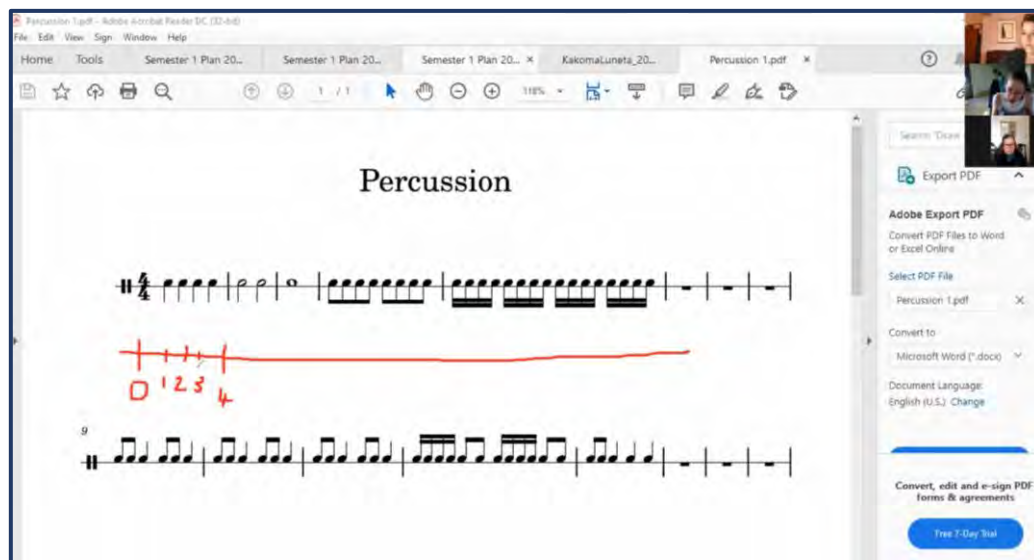 Percussion 1.pdf - Adobe Acrobat Reader DC (32-bit)
File Edit View Sign Window Help
Home Tools Semester 1 Plan 20... Semester 1 Plan 20... Semester 1 Plan 20... × KakomaLuneta_20... Percussion 1.pdf ×
1 / 1 118%
Search 'Draw
Export PDF
Percussion
Adobe Export PDF
Convert PDF Files to Word
or Excel Online
Select PDF File
4
4
Percussion 1.pdf
Convert to
Microsoft Word (*.docx)
0 1 2 3 4
Document Language:
English (U.S.) Change
9
Convert, edit and e-sign PDF
forms & agreements
Free 7-Day Trial